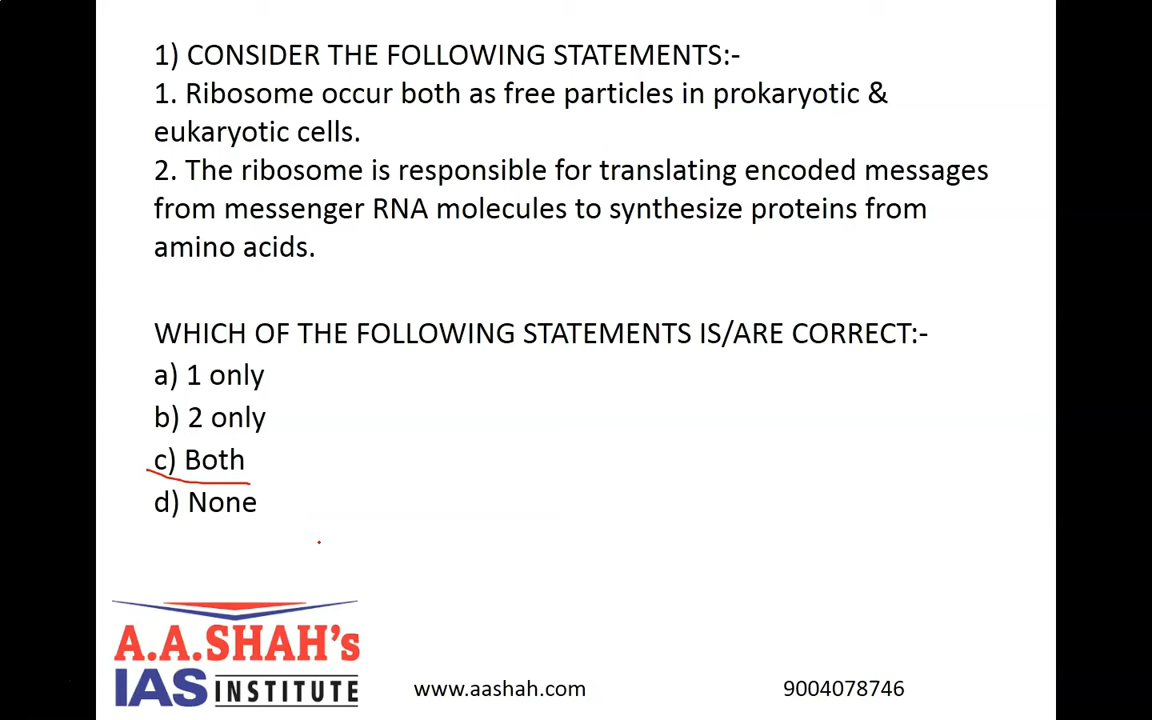 1) CONSIDER THE FOLLOWING STATEMENTS:-
1. Ribosome occur both as free particles in prokaryotic &
eukaryotic cells.
2. The ribosome is responsible for translating encoded messages
from messenger RNA molecules to synthesize proteins from
amino acids.
WHICH OF THE FOLLOWING STATEMENTS IS/ARE CORRECT:-
a) 1 only
b) 2 only
c) Both
d) None
A.A.SHAH's
IAS INSTITUTE
www.aashah.com
9004078746